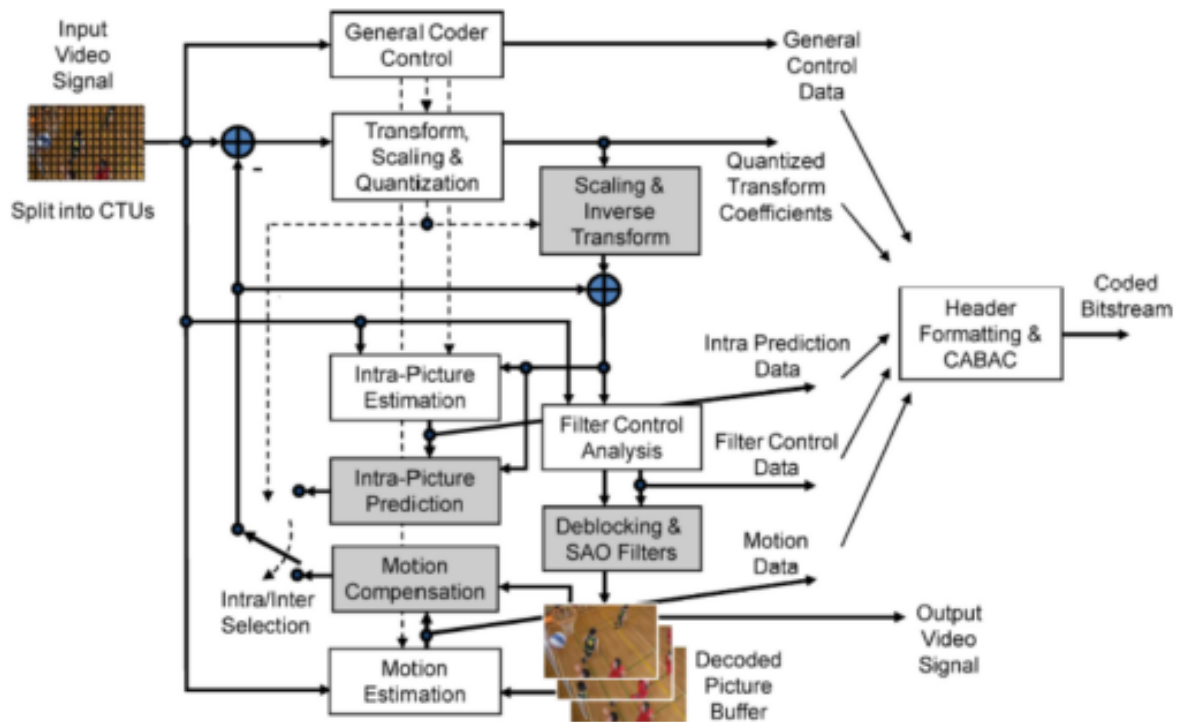 Input
Video
Signal
Split into CTUs
General Coder
Control
Transform,
Scaling &
Quantization
-
Scaling &
Inverse
Transform
General
Control
Data
Quantized
Transform
Coefficients
Header
Formatting &
CABAC
Coded
Bitstream
Intra-Picture
Estimation
Intra Prediction
Data
Filter Control
Analysis
Filter Control
Data
Intra-Picture
Prediction
Deblocking &
SAO Filters
Motion
Compensation
Motion
Data
Intra/Inter
Selection
Motion
Estimation
Decoded
Picture
Buffer
Output
Video
Signal